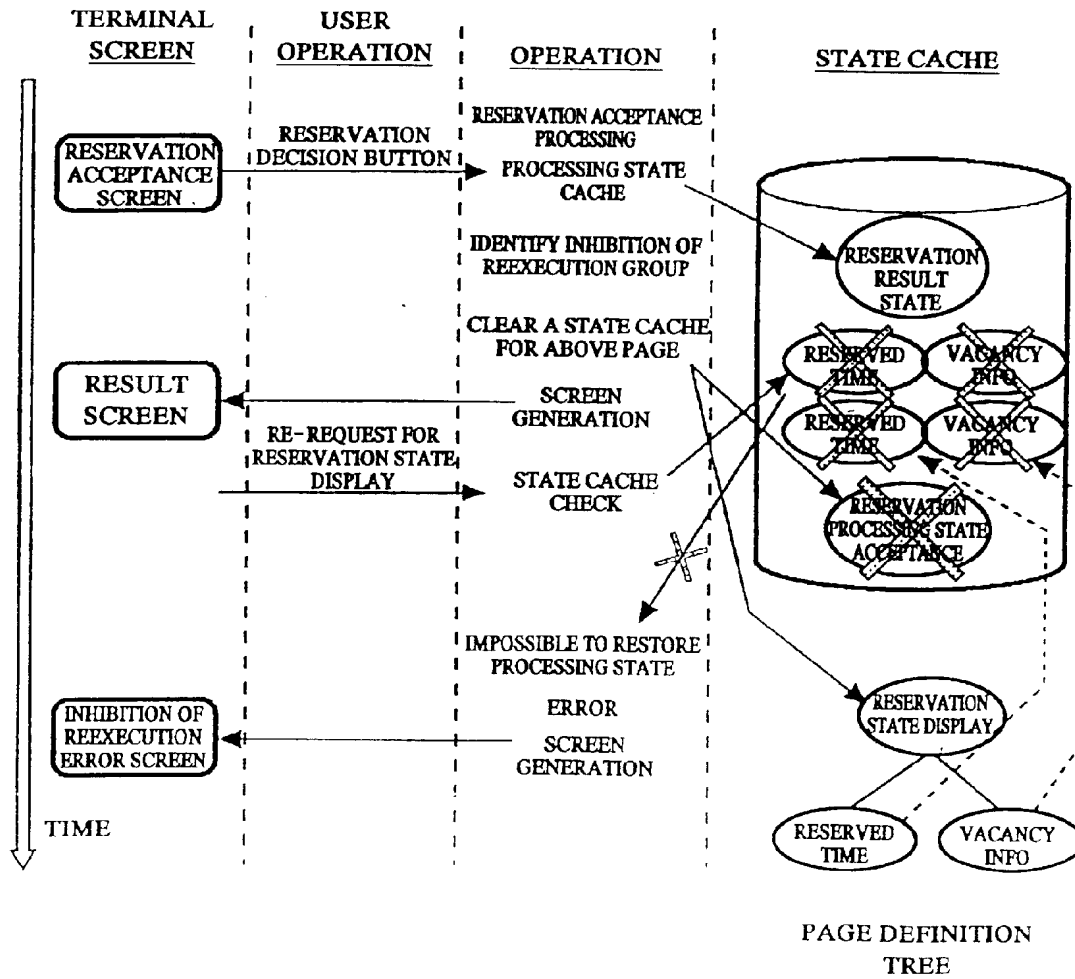 TERMINAL
SCREEN
USER
OPERATION
OPERATION
STATE CACHE
RESERVATION
ACCEPTANCE
SCREEN
RESERVATION
DECISION BUTTON
RESERVATION ACCEPTANCE
PROCESSING
PROCESSING STATE
CACHE
IDENTIFY INHIBITION OF
REEXECUTION GROUP
RESERVATION
RESULT
STATE
CLEAR A STATE CACHE
FOR ABOVE PAGE
RESERVED
TIME
VACANCY
INFO
RESULT
SCREEN
SCREEN
GENERATION
RESERVED
TIME
VACANCY
INFO
RE-REQUEST FOR
RESERVATION STATE
DISPLAY
STATE CACHE
CHECK
RESERVATION
PROCESSING STATE
ACCEPTANCE
IMPOSSIBLE TO RESTORE
PROCESSING STATE
INHIBITION OF
REEXECUTION
ERROR SCREEN
ERROR
SCREEN
GENERATION
RESERVATION
STATE DISPLAY
TIME
RESERVED
TIME
VACANCY
INFO
PAGE DEFINITION
TREE